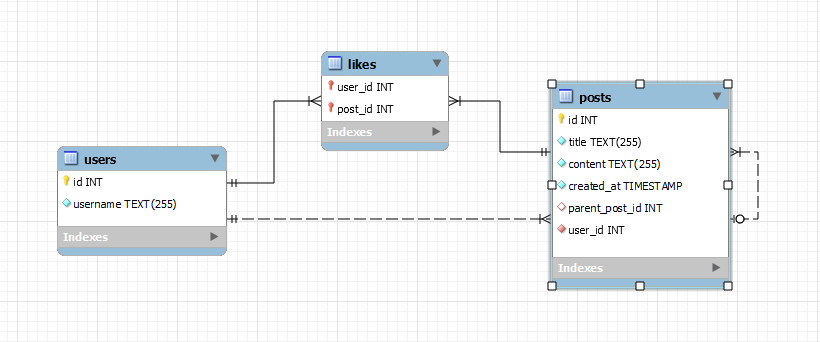 likes
user_id INT
post_id INT
Indexes
posts
id INT
title TEXT(255)
content TEXT(255)
created_at TIMESTAMP
parent_post_id INT
user_id INT
Indexes
users
id INT
username TEXT(255)
Indexes